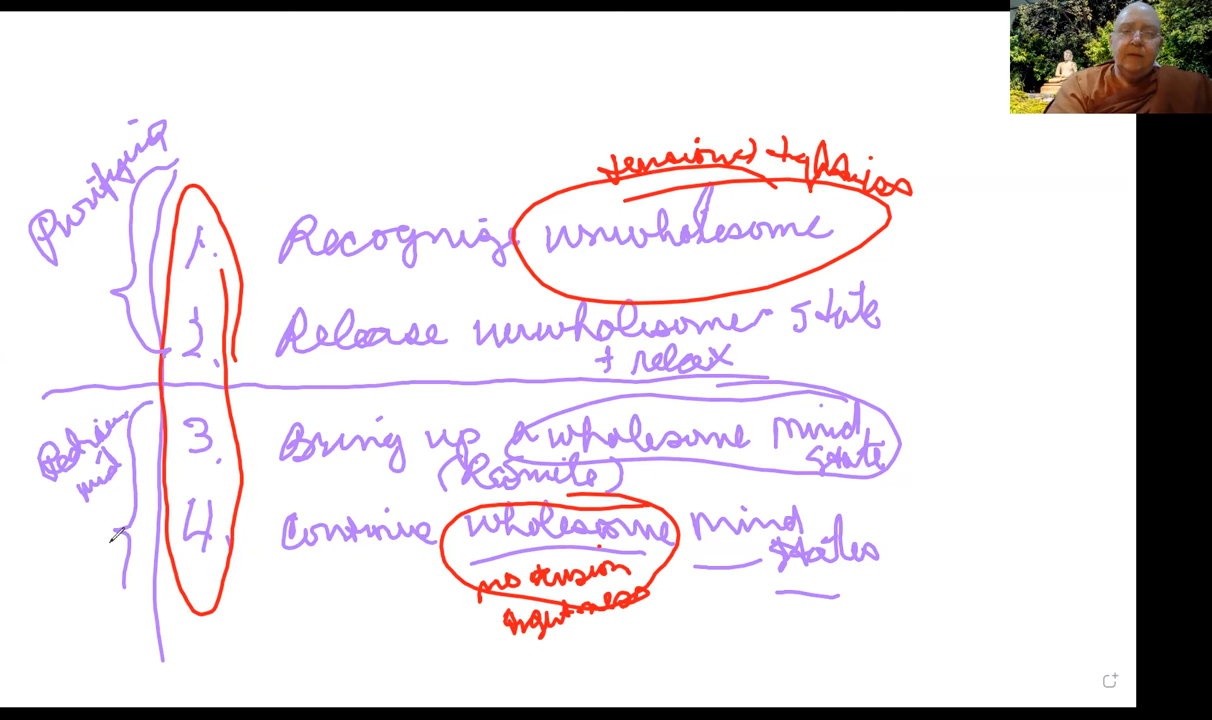 Purifying
tension + tightness
1. Recognize unwholesome
2. Release unwholesome state
+ relax
3. Bring up a wholesome mind
state
mind
4. Continue wholesome mind
states
no tension
tightness